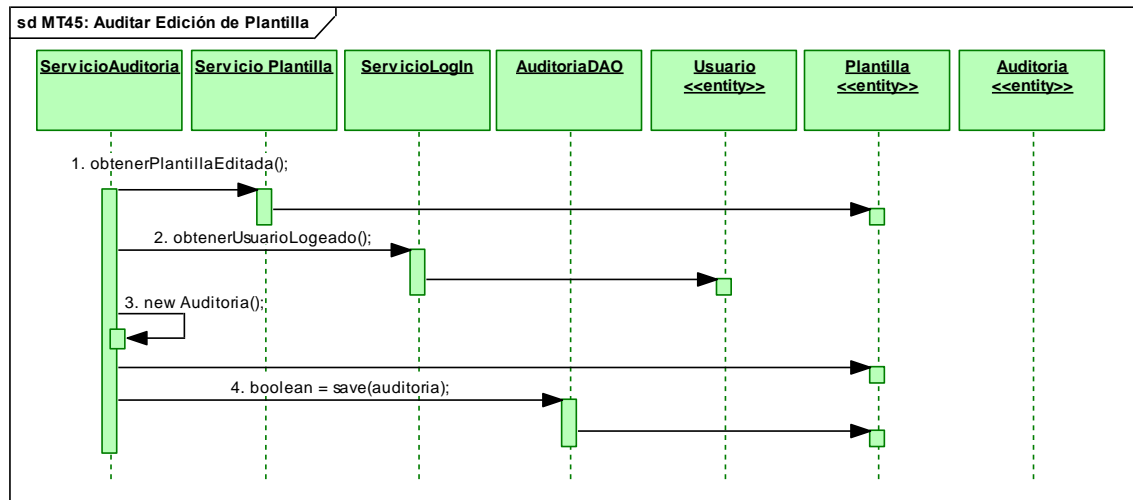 sd MT45: Auditar Edición de Plantilla
ServicioAuditoria
Servicio Plantilla
ServicioLogIn
AuditoriaDAO
Usuario
<<entity>>
Plantilla
<<entity>>
Auditoria
<<entity>>
1. obtenerPlantillaEditada();
2. obtenerUsuarioLogeado();
3. new Auditoria();
4. boolean = save(auditoria);